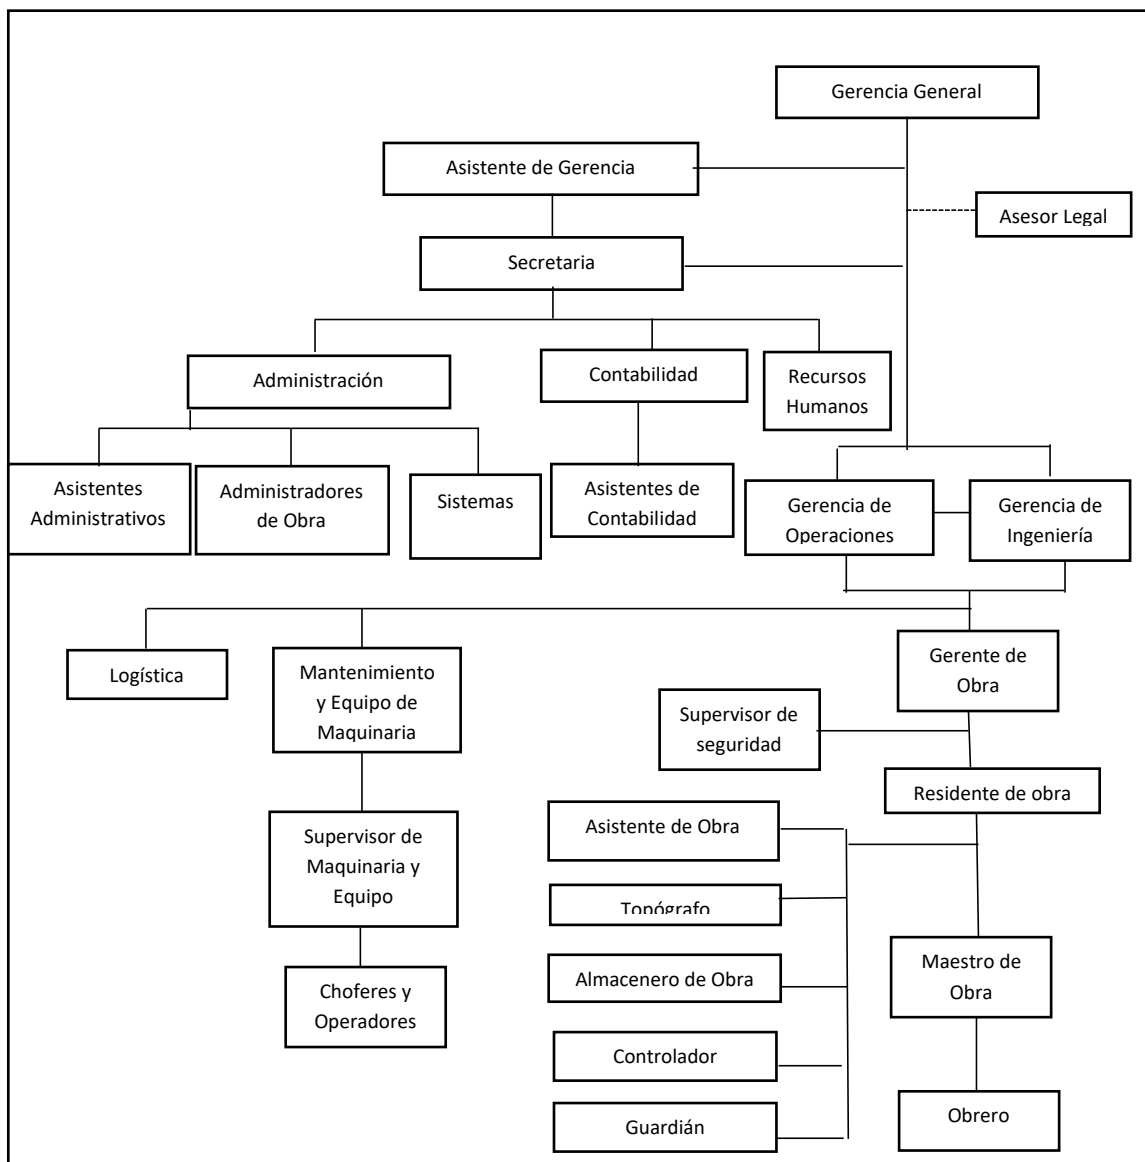 Gerencia General
Asistente de Gerencia
Asesor Legal
Secretaria
Administración
Contabilidad
Recursos
Humanos
Asistentes
Administrativos
Administradores
de Obra
Sistemas
Asistentes de
Contabilidad
Gerencia de
Operaciones
Gerencia de
Ingeniería
Logística
Mantenimiento
y Equipo de
Maquinaria
Gerente de
Obra
Supervisor de
seguridad
Residente de obra
Supervisor de
Maquinaria y
Equipo
Asistente de Obra
Topógrafo
Almacenero de Obra
Maestro de
Obra
Choferes y
Operadores
Controlador
Guardián
Obrero